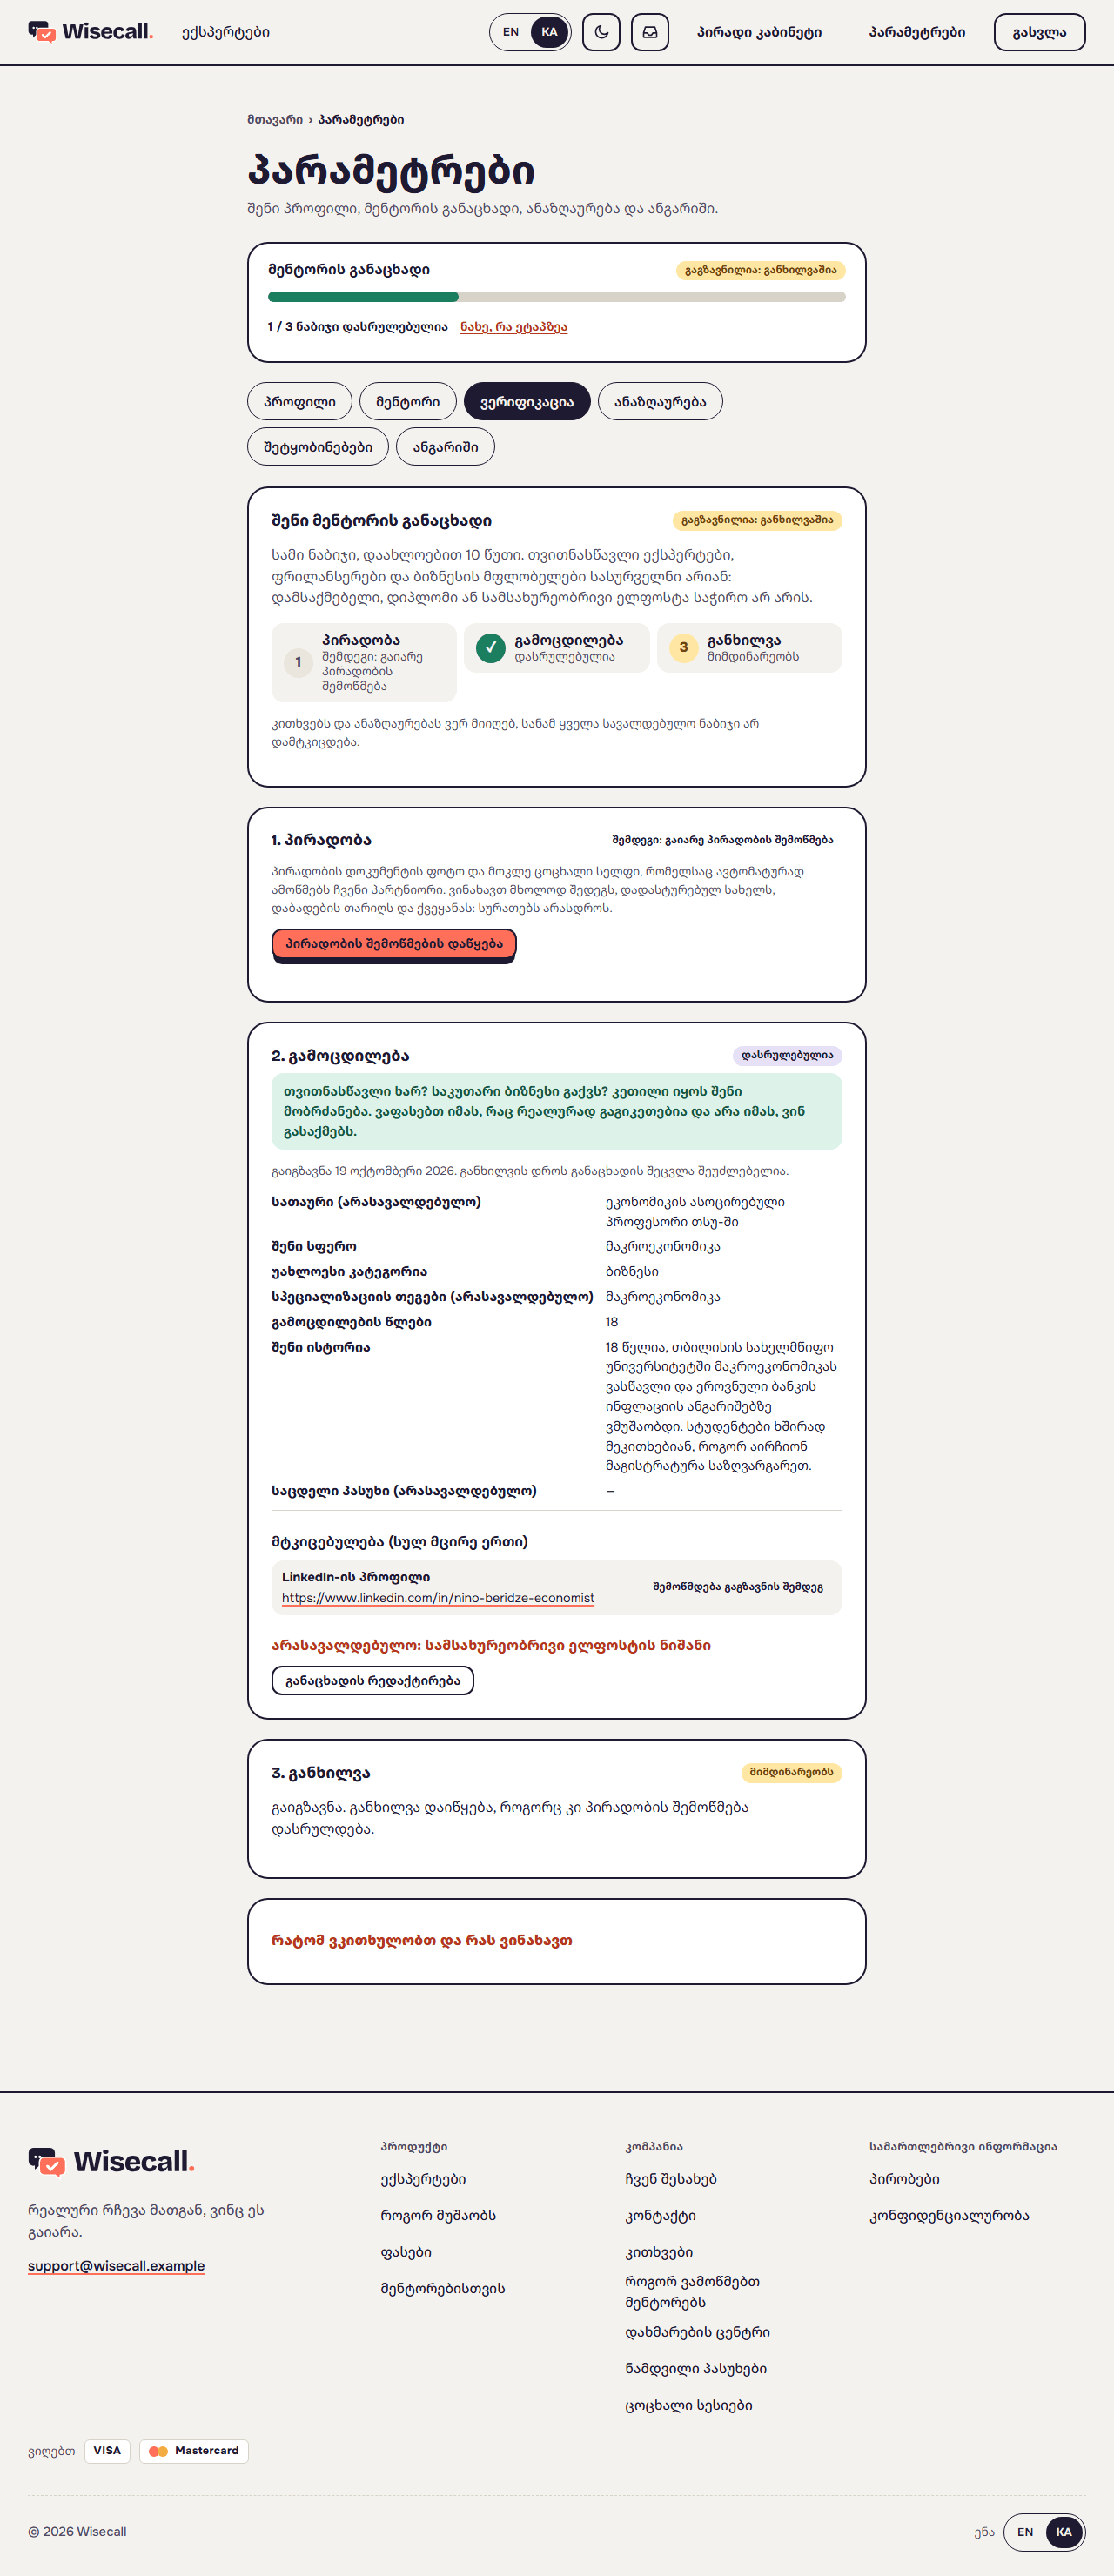 Wisecall.
ექსპერტები
EN
KA
პირადი კაბინეტი
პარამეტრები
გასვლა
მთავარი › პარამეტრები
პარამეტრები
შენი პროფილი, მენტორის განაცხადი, ანაზღაურება და ანგარიში.
მენტორის განაცხადი
გაგზავნილია: განხილვაშია
1 / 3 ნაბიჯი დასრულებულია ნახე, რა ეტაპზეა
პროფილი
მენტორი
ვერიფიკაცია
ანაზღაურება
შეტყობინებები
ანგარიში
შენი მენტორის განაცხადი
გაგზავნილია: განხილვაშია
სამი ნაბიჯი, დაახლოებით 10 წუთი. თვითნასწავლი ექსპერტები,
ფრილანსერები და ბიზნესის მფლობელები სასურველნი არიან:
დამსაქმებელი, დიპლომი ან სამსახურეობრივი ელფოსტა საჭირო არ არის.
1
პირადობა
შემდეგი: გაიარე
პირადობის
შემოწმება
✓
გამოცდილება
დასრულებულია
3
განხილვა
მიმდინარეობს
კითხვებს და ანაზღაურებას ვერ მიიღებ, სანამ ყველა სავალდებულო ნაბიჯი არ
დამტკიცდება.
1. პირადობა
შემდეგი: გაიარე პირადობის შემოწმება
პირადობის დოკუმენტის ფოტო და მოკლე ცოცხალი სელფი, რომელსაც ავტომატურად
ამოწმებს ჩვენი პარტნიორი. ვინახავთ მხოლოდ შედეგს, დადასტურებულ სახელს,
დაბადების თარიღს და ქვეყანას: სურათებს არასდროს.
პირადობის შემოწმების დაწყება
2. გამოცდილება
დასრულებულია
თვითნასწავლი ხარ? საკუთარი ბიზნესი გაქვს? კეთილი იყოს შენი
მობრძანება. ვაფასებთ იმას, რაც რეალურად გაგიკეთებია და არა იმას, ვინ
გასაქმებს.
გაიგზავნა 19 ოქტომბერი 2026. განხილვის დროს განაცხადის შეცვლა შეუძლებელია.
სათაური (არასავალდებულო)
ეკონომიკის ასოცირებული
პროფესორი თსუ-ში
შენი სფერო
მაკროეკონომიკა
უახლოესი კატეგორია
ბიზნესი
სპეციალიზაციის თეგები (არასავალდებულო)
მაკროეკონომიკა
გამოცდილების წლები
18
შენი ისტორია
18 წელია, თბილისის სახელმწიფო
უნივერსიტეტში მაკროეკონომიკას
ვასწავლი და ეროვნული ბანკის
ინფლაციის ანგარიშებზე
ვმუშაობდი. სტუდენტები ხშირად
მეკითხებიან, როგორ აირჩიონ
მაგისტრატურა საზღვარგარეთ.
საცდელი პასუხი (არასავალდებულო)
—
მტკიცებულება (სულ მცირე ერთი)
LinkedIn-ის პროფილი
https://www.linkedin.com/in/nino-beridze-economist
შემოწმდება გაგზავნის შემდეგ
არასავალდებულო: სამსახურეობრივი ელფოსტის ნიშანი
განაცხადის რედაქტირება
3. განხილვა
მიმდინარეობს
გაიგზავნა. განხილვა დაიწყება, როგორც კი პირადობის შემოწმება
დასრულდება.
რატომ ვკითხულობთ და რას ვინახავთ
Wisecall.
რეალური რჩევა მათგან, ვინც ეს
გაიარა.
support@wisecall.example
პროდუქტი
ექსპერტები
როგორ მუშაობს
ფასები
მენტორებისთვის
კომპანია
ჩვენ შესახებ
კონტაქტი
კითხვები
როგორ ვამოწმებთ
მენტორებს
დახმარების ცენტრი
ნამდვილი პასუხები
ცოცხალი სესიები
სამართლებრივი ინფორმაცია
პირობები
კონფიდენციალურობა
ვიღებთ
VISA
Mastercard
© 2026 Wisecall
ენა
EN
KA